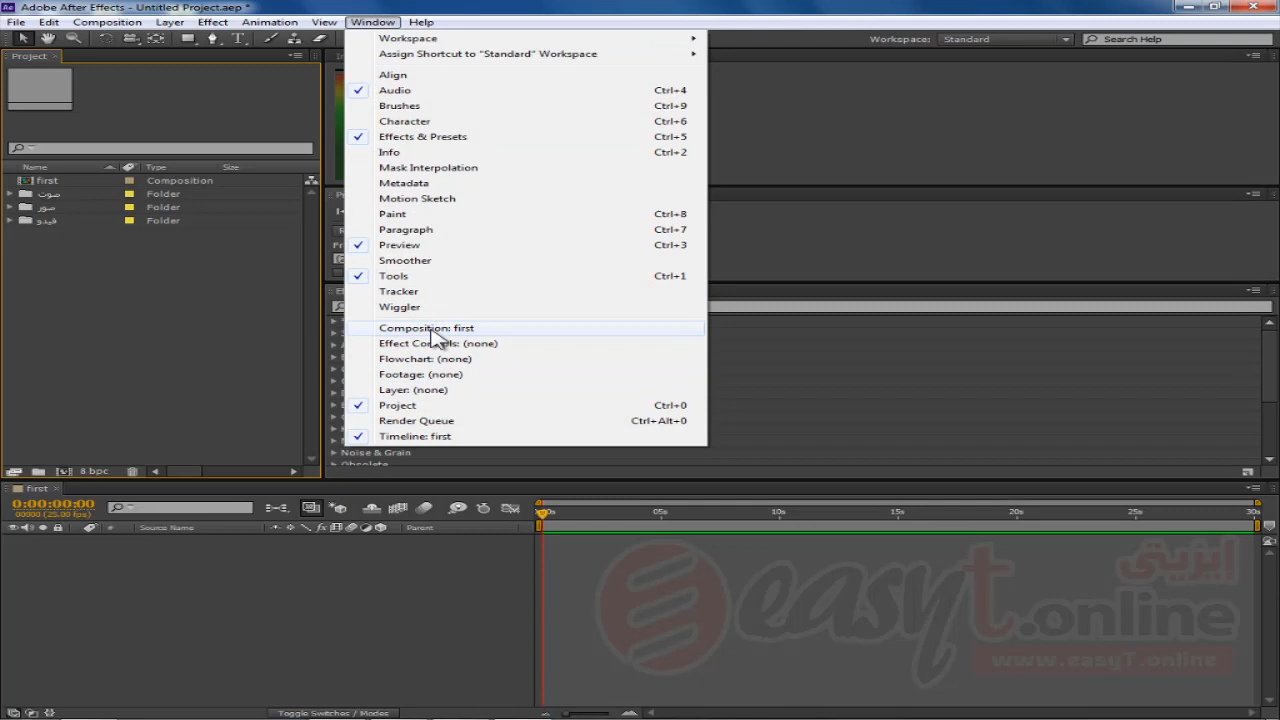 Adobe After Effects - Untitled Project.aep *
File Edit Composition Layer Effect Animation View Window Help
Workspace: Standard Search Help
Project
Name Type Size
first Composition
صوت Folder
صور Folder
فيديو Folder
8 bpc
Workspace
Assign Shortcut to "Standard" Workspace
Align
Audio Ctrl+4
Brushes Ctrl+9
Character Ctrl+6
Effects & Presets Ctrl+5
Info Ctrl+2
Mask Interpolation
Metadata
Motion Sketch
Paint Ctrl+8
Paragraph Ctrl+7
Preview Ctrl+3
Smoother
Tools Ctrl+1
Tracker
Wiggler
Composition: first
Effect Controls: (none)
Flowchart: (none)
Footage: (none)
Layer: (none)
Project Ctrl+0
Render Queue Ctrl+Alt+0
Timeline: first
Noise & Grain
Obsolete
first
0:00:00:00
00000 (25.00 fps)
# Source Name Parent
05s 10s 15s 20s 25s 30s
إيزيتي
easyt.online
www.easyT.online
Toggle Switches / Modes